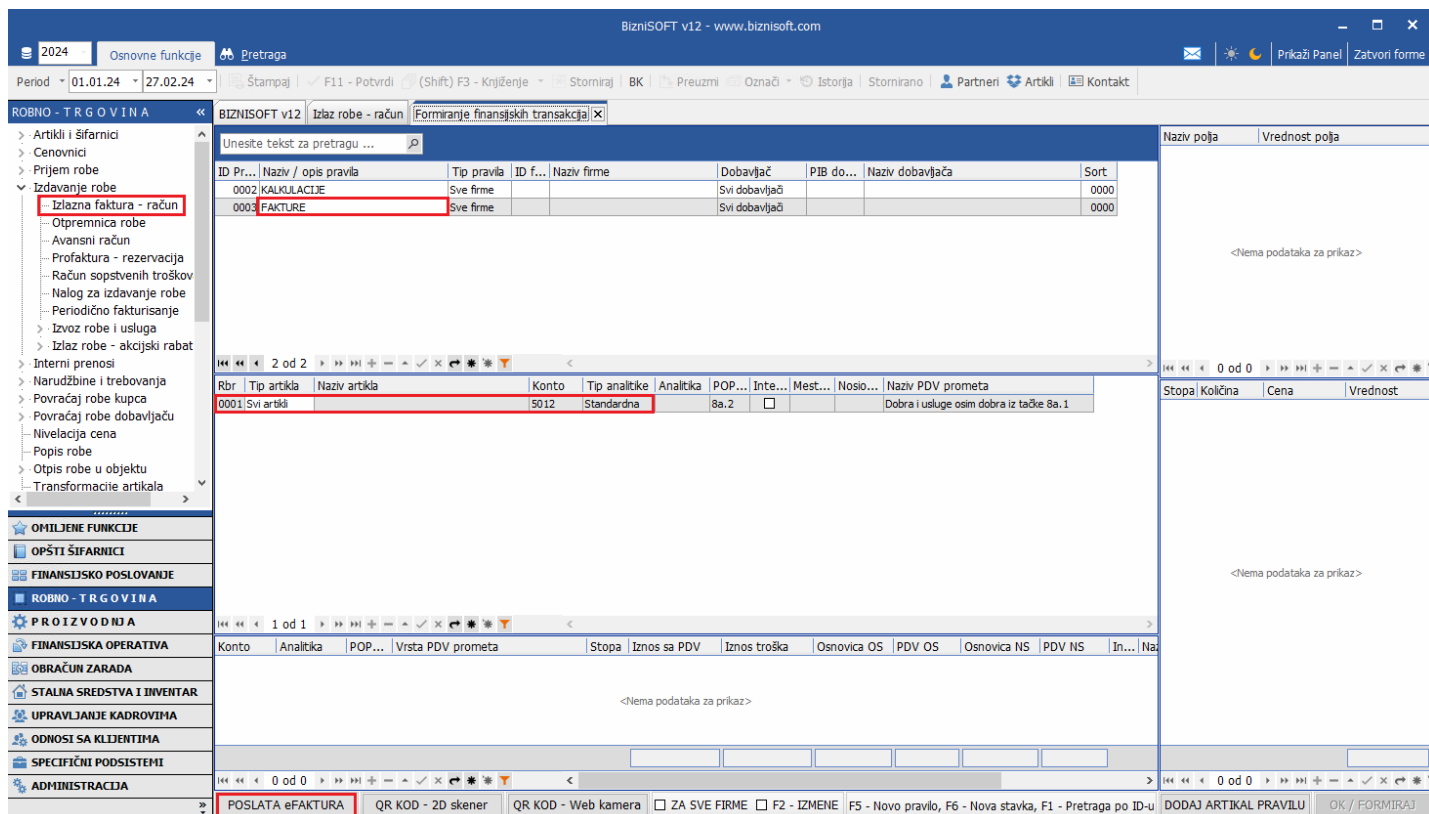 BizniSOFT v12 - www.biznisoft.com
2024 Osnovne funkcije Pretraga Prikaži Panel Zatvori forme
Period 01.01.24 27.02.24 Štampaj F11 - Potvrdi (Shift) F3 - Knjiženje Storniraj BK Preuzmi Označi Istorija Stornirano Partneri Artikli Kontakt
ROBNO - T R G O V I N A «
BIZNISOFT v12 Izlaz robe - račun Formiranje finansijskih transakcija
Artikli i šifarnici
Cenovnici
Prijem robe
Izdavanje robe
Izlazna faktura - račun
Otpremnica robe
Avansni račun
Profaktura - rezervacija
Račun sopstvenih troškov
Nalog za izdavanje robe
Periodično fakturisanje
Izvoz robe i usluga
Izlaz robe - akcijski rabat
Interni prenosi
Narudžbine i trebovanja
Povraćaj robe kupca
Povraćaj robe dobavljaču
Nivelacija cena
Popis robe
Otpis robe u objektu
Transformacije artikala
OMILJENE FUNKCIJE
OPŠTI ŠIFARNICI
FINANSIJSKO POSLOVANJE
ROBNO - T R G O V I N A
P R O I Z V O D NJ A
FINANSIJSKA OPERATIVA
OBRAČUN ZARADA
STALNA SREDSTVA I INVENTAR
UPRAVLJANJE KADROVIMA
ODNOSI SA KLIJENTIMA
SPECIFIČNI PODSISTEMI
ADMINISTRACIJA
»
Unesite tekst za pretragu ...
ID Pr... Naziv / opis pravila Tip pravila ID f... Naziv firme Dobavljač PIB do... Naziv dobavljača Sort
0002 KALKULACIJE Sve firme Svi dobavljači 0000
0003 FAKTURE Sve firme Svi dobavljači 0000
2 od 2
Rbr Tip artikla Naziv artikla Konto Tip analitike Analitika POP... Inte... Mest... Nosio... Naziv PDV prometa
0001 Svi artikli 5012 Standardna 8a.2 Dobra i usluge osim dobra iz tačke 8a.1
1 od 1
Konto Analitika POP... Vrsta PDV prometa Stopa Iznos sa PDV Iznos troška Osnovica OS PDV OS Osnovica NS PDV NS In... Naz
<Nema podataka za prikaz>
0 od 0
Naziv polja Vrednost polja
<Nema podataka za prikaz>
0 od 0
Stopa Količina Cena Vrednost
<Nema podataka za prikaz>
0 od 0
POSLATA eFAKTURA QR KOD - 2D skener QR KOD - Web kamera ZA SVE FIRME F2 - IZMENE F5 - Novo pravilo, F6 - Nova stavka, F1 - Pretraga po ID-u DODAJ ARTIKAL PRAVILU OK / FORMIRAJ